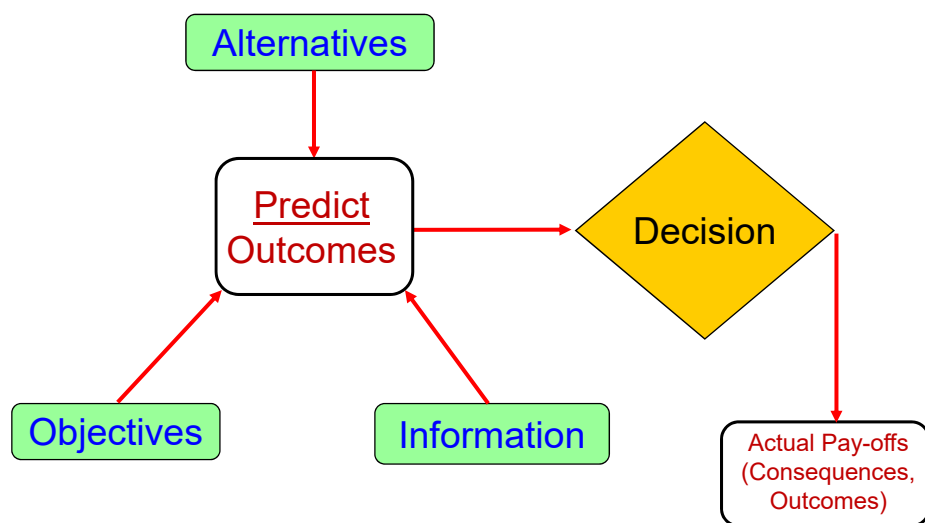 Alternatives
Predict
Outcomes
Decision
Objectives
Information
Actual Pay-offs
(Consequences,
Outcomes)